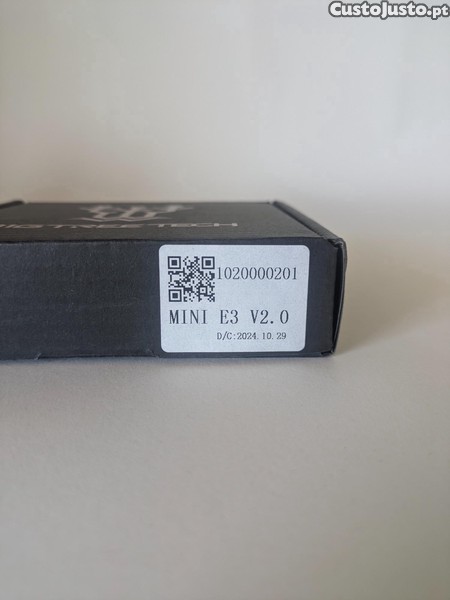 CustoJusto.pt
BIGTREETECH
1020000201
MINI E3 V2.0
D/C:2024.10.29